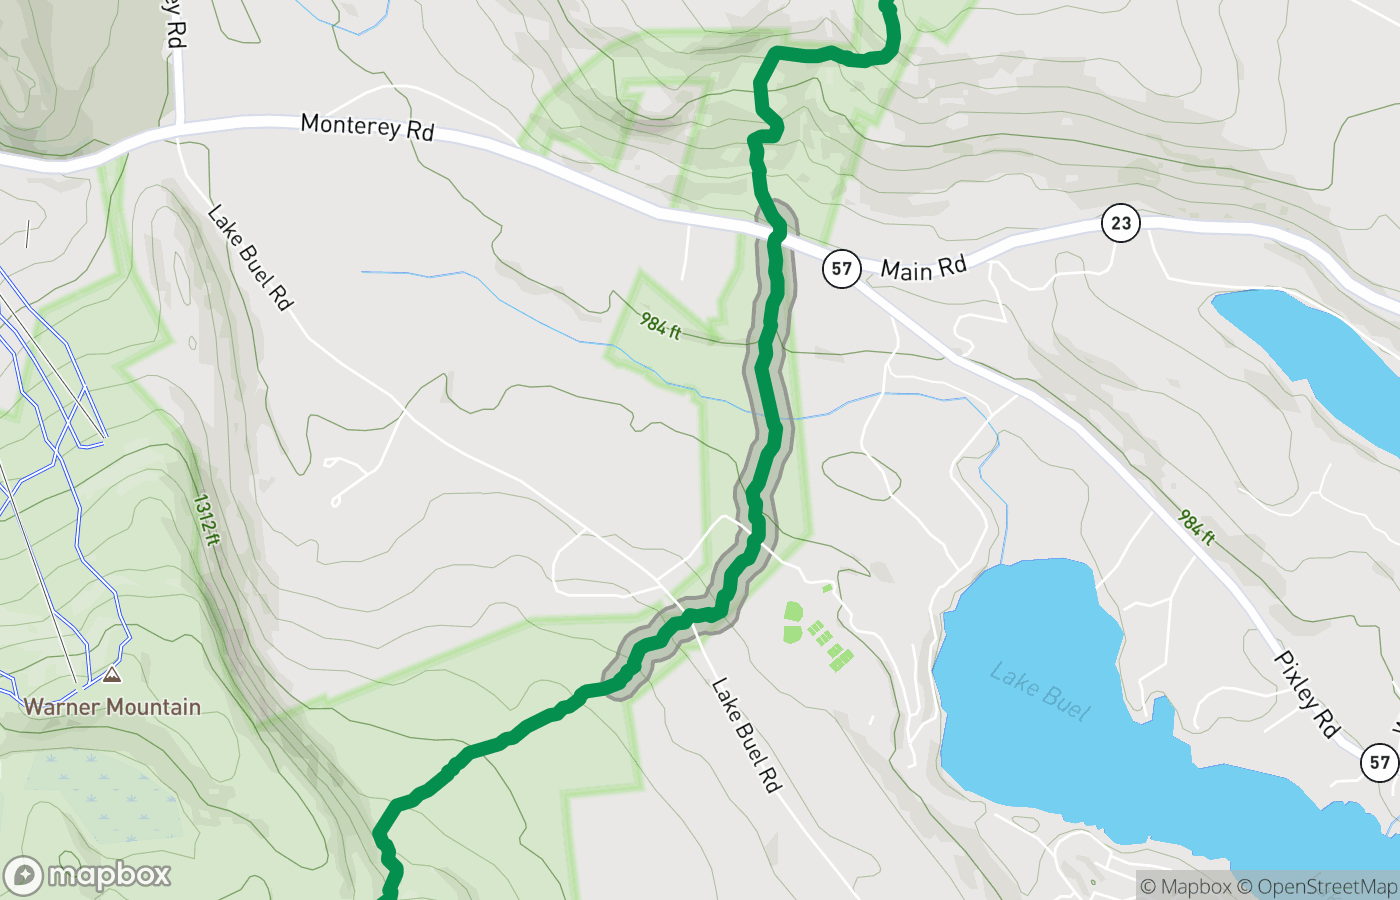 ey Rd
Monterey Rd
23
Lake Buel Rd
57
Main Rd
984 ft
1312 ft
984 ft
Warner Mountain
Lake Buel
Pixley Rd
Lake Buel Rd
57
mapbox
© Mapbox © OpenStreetMap